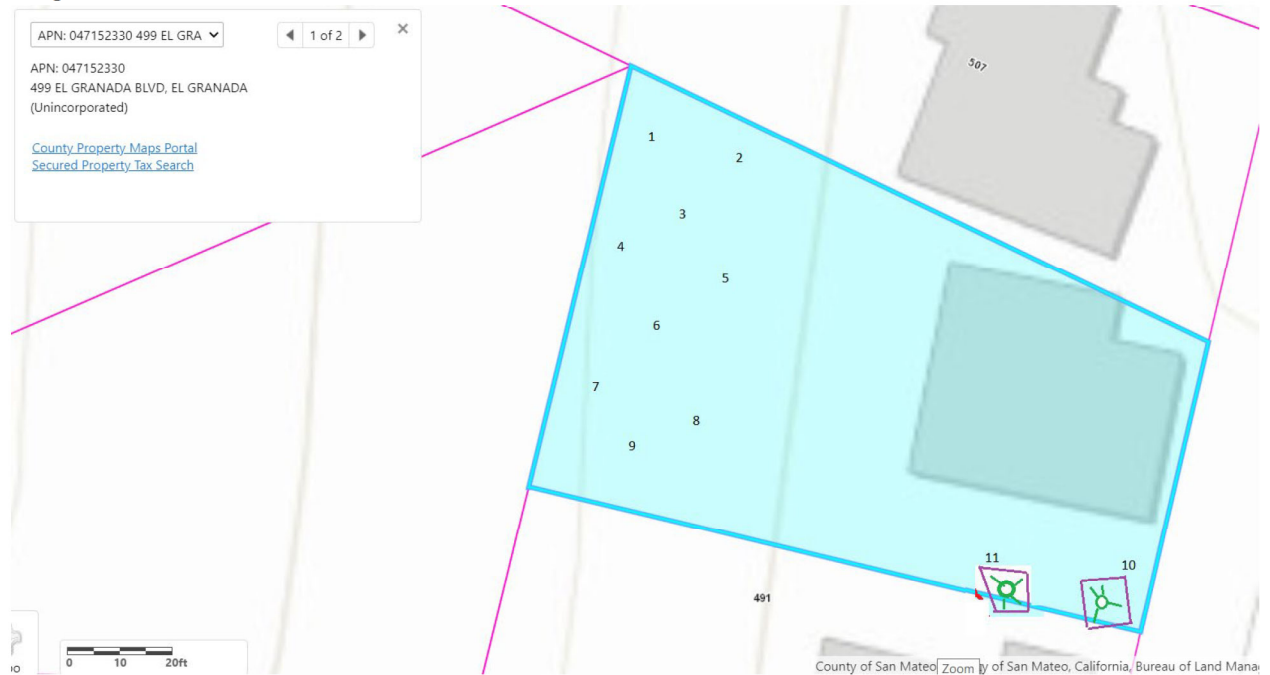 APN: 047152330 499 EL GRA
1 of 2
APN: 047152330
499 EL GRANADA BLVD, EL GRANADA
(Unincorporated)
County Property Maps Portal
Secured Property Tax Search
507
1
2
3
4
5
6
7
8
9
11
10
491
0 10 20ft
County of San Mateo
Zoom
y of San Mateo, California, Bureau of Land Mana